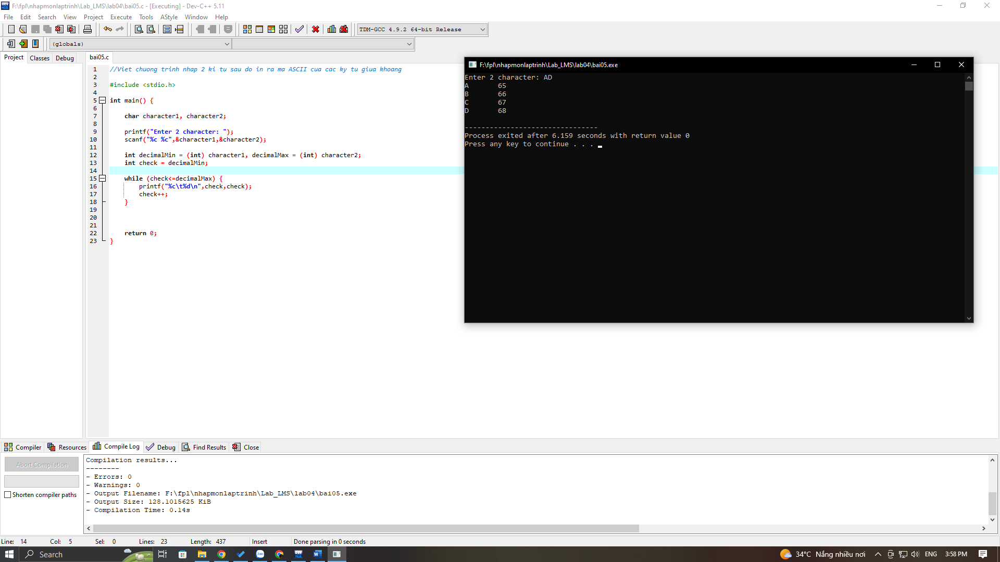 F:\fpl\nhapmonlaptrinh\Lab_LMS\lab04\bai05.c - [Executing] - Dev-C++ 5.11
File Edit Search View Project Execute Tools AStyle Window Help
TDM-GCC 4.9.2 64-bit Release
(globals)
Project Classes Debug
bai05.c
1 //Viet chuong trinh nhap 2 ki tu sau do in ra ma ASCII cua cac ky tu giua khoang
2
3 #include <stdio.h>
4
5 int main() {
6
7 char character1, character2;
8
9 printf("Enter 2 character: ");
10 scanf("%c %c",&character1,&character2);
11
12 int decimalMin = (int) character1, decimalMax = (int) character2;
13 int check = decimalMin;
14
15 while (check<=decimalMax) {
16 printf("%c\t%d\n",check,check);
17 check++;
18 }
19
20
21
22 return 0;
23 }
F:\fpl\nhapmonlaptrinh\Lab_LMS\lab04\bai05.exe
Enter 2 character: AD
A 65
B 66
C 67
D 68
--------------------------------
Process exited after 6.159 seconds with return value 0
Press any key to continue . . .
Compiler Resources Compile Log Debug Find Results Close
Abort Compilation
Shorten compiler paths
Compilation results...
--------
- Errors: 0
- Warnings: 0
- Output Filename: F:\fpl\nhapmonlaptrinh\Lab_LMS\lab04\bai05.exe
- Output Size: 128.1015625 KiB
- Compilation Time: 0.14s
Line: 14 Col: 5 Sel: 0 Lines: 23 Length: 437 Insert Done parsing in 0 seconds
Search
34°C Nắng nhiều nơi ENG 3:58 PM